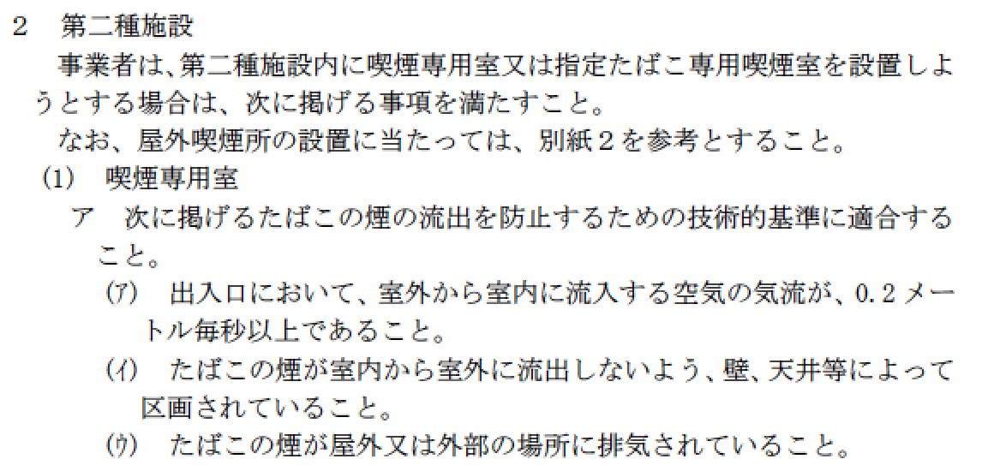 2　第二種施設
事業者は、第二種施設内に喫煙専用室又は指定たばこ専用喫煙室を設置しよ
うとする場合は、次に掲げる事項を満たすこと。
なお、屋外喫煙所の設置に当たっては、別紙２を参考とすること。
(1)　喫煙専用室
ア　次に掲げるたばこの煙の流出を防止するための技術的基準に適合する
こと。
(ｱ)　出入口において、室外から室内に流入する空気の気流が、0.2 メー
トル毎秒以上であること。
(ｲ)　たばこの煙が室内から室外に流出しないよう、壁、天井等によって
区画されていること。
(ｳ)　たばこの煙が屋外又は外部の場所に排気されていること。